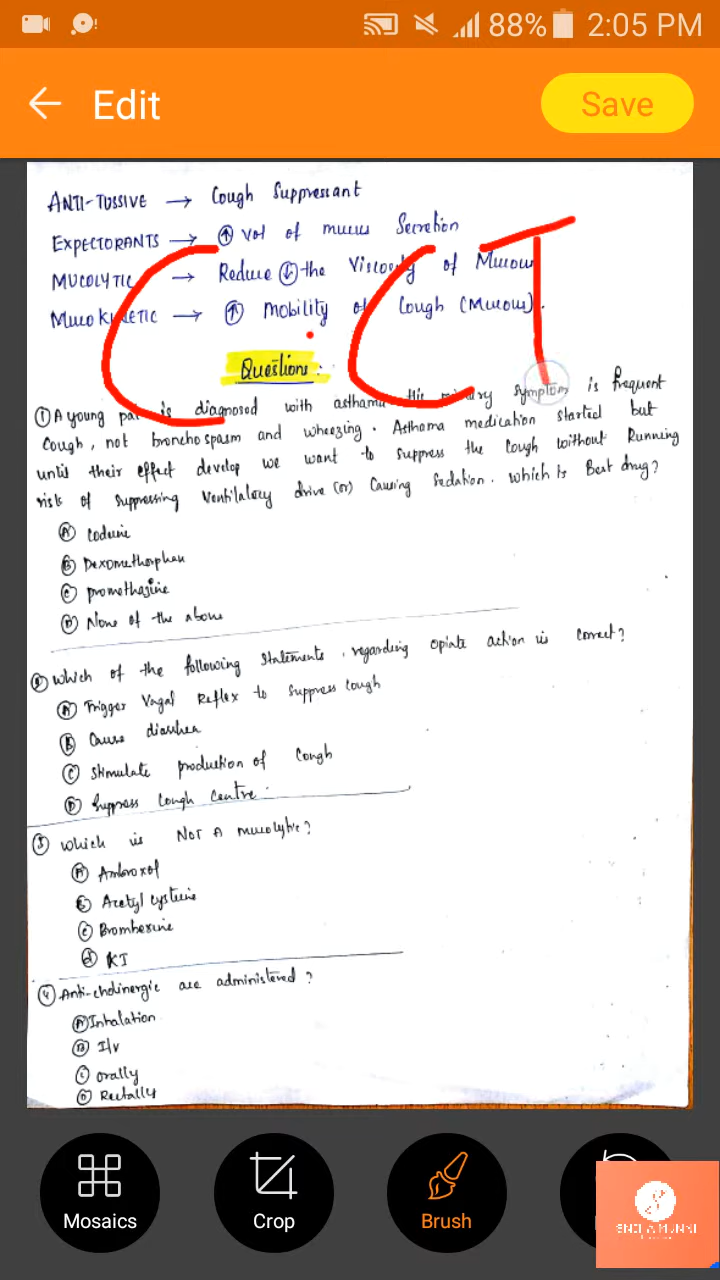 88% 2:05 PM
Edit
Save
ANTI-TUSSIVE → Cough Suppressant
EXPECTORANTS → ↑ vol of mucus Secretion
MUCOLYTIC → Reduce ↓ the Viscosity of Mucous
MUCOKINETIC → ↑ Mobility of Cough (Mucous).
C C T
Questions:
① A young is diagnosed with asthama symptom is frequent
Cough, not bronchospasm and wheezing. Asthama medication started but
until their effect develop we want to suppress the Cough without Running
risk of suppressing Ventilatory drive (or) Causing Sedation. which is Best drug?
Ⓐ Codeine
Ⓑ Dexomethorphan
Ⓒ promethazine
Ⓓ None of the above
② which of the following statements, regarding opiate action is correct?
Ⓐ Trigger Vagal Reflex to suppress cough
Ⓑ Cause diarrhea
Ⓒ Stimulate production of Cough
Ⓓ Suppress Cough Centre.
③ which is NOT A mucolytic?
Ⓐ Ambroxol
Ⓑ Acetyl cysteine
Ⓒ Bromhexine
ⓓ KI
④ Anti-cholinergic are administered?
Ⓐ Inhalation
Ⓑ I/v
Ⓒ orally
Ⓓ Rectally
Mosaics Crop Brush